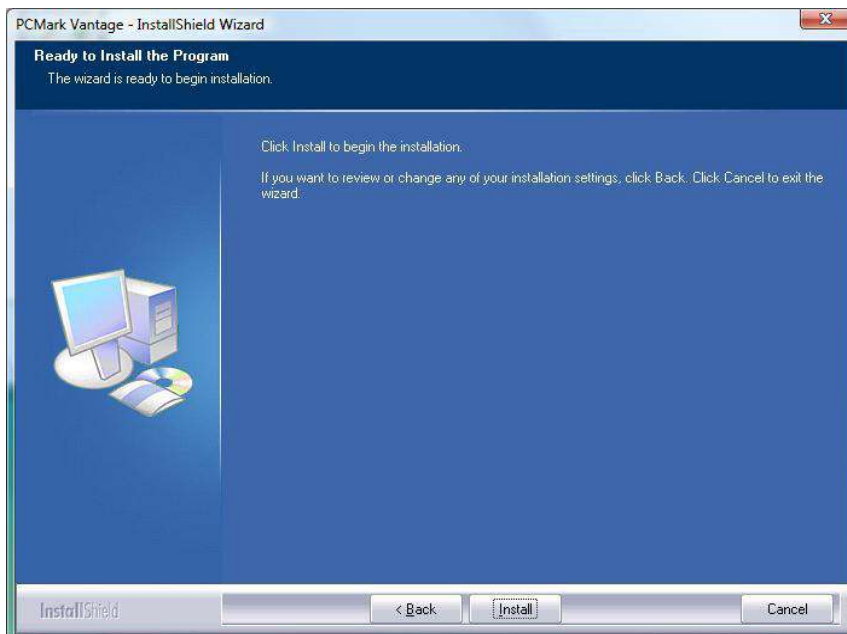 PCMark Vantage - InstallShield Wizard
Ready to Install the Program
The wizard is ready to begin installation.
Click Install to begin the installation.
If you want to review or change any of your installation settings, click Back. Click Cancel to exit the
wizard.
InstallShield
< Back
Install
Cancel